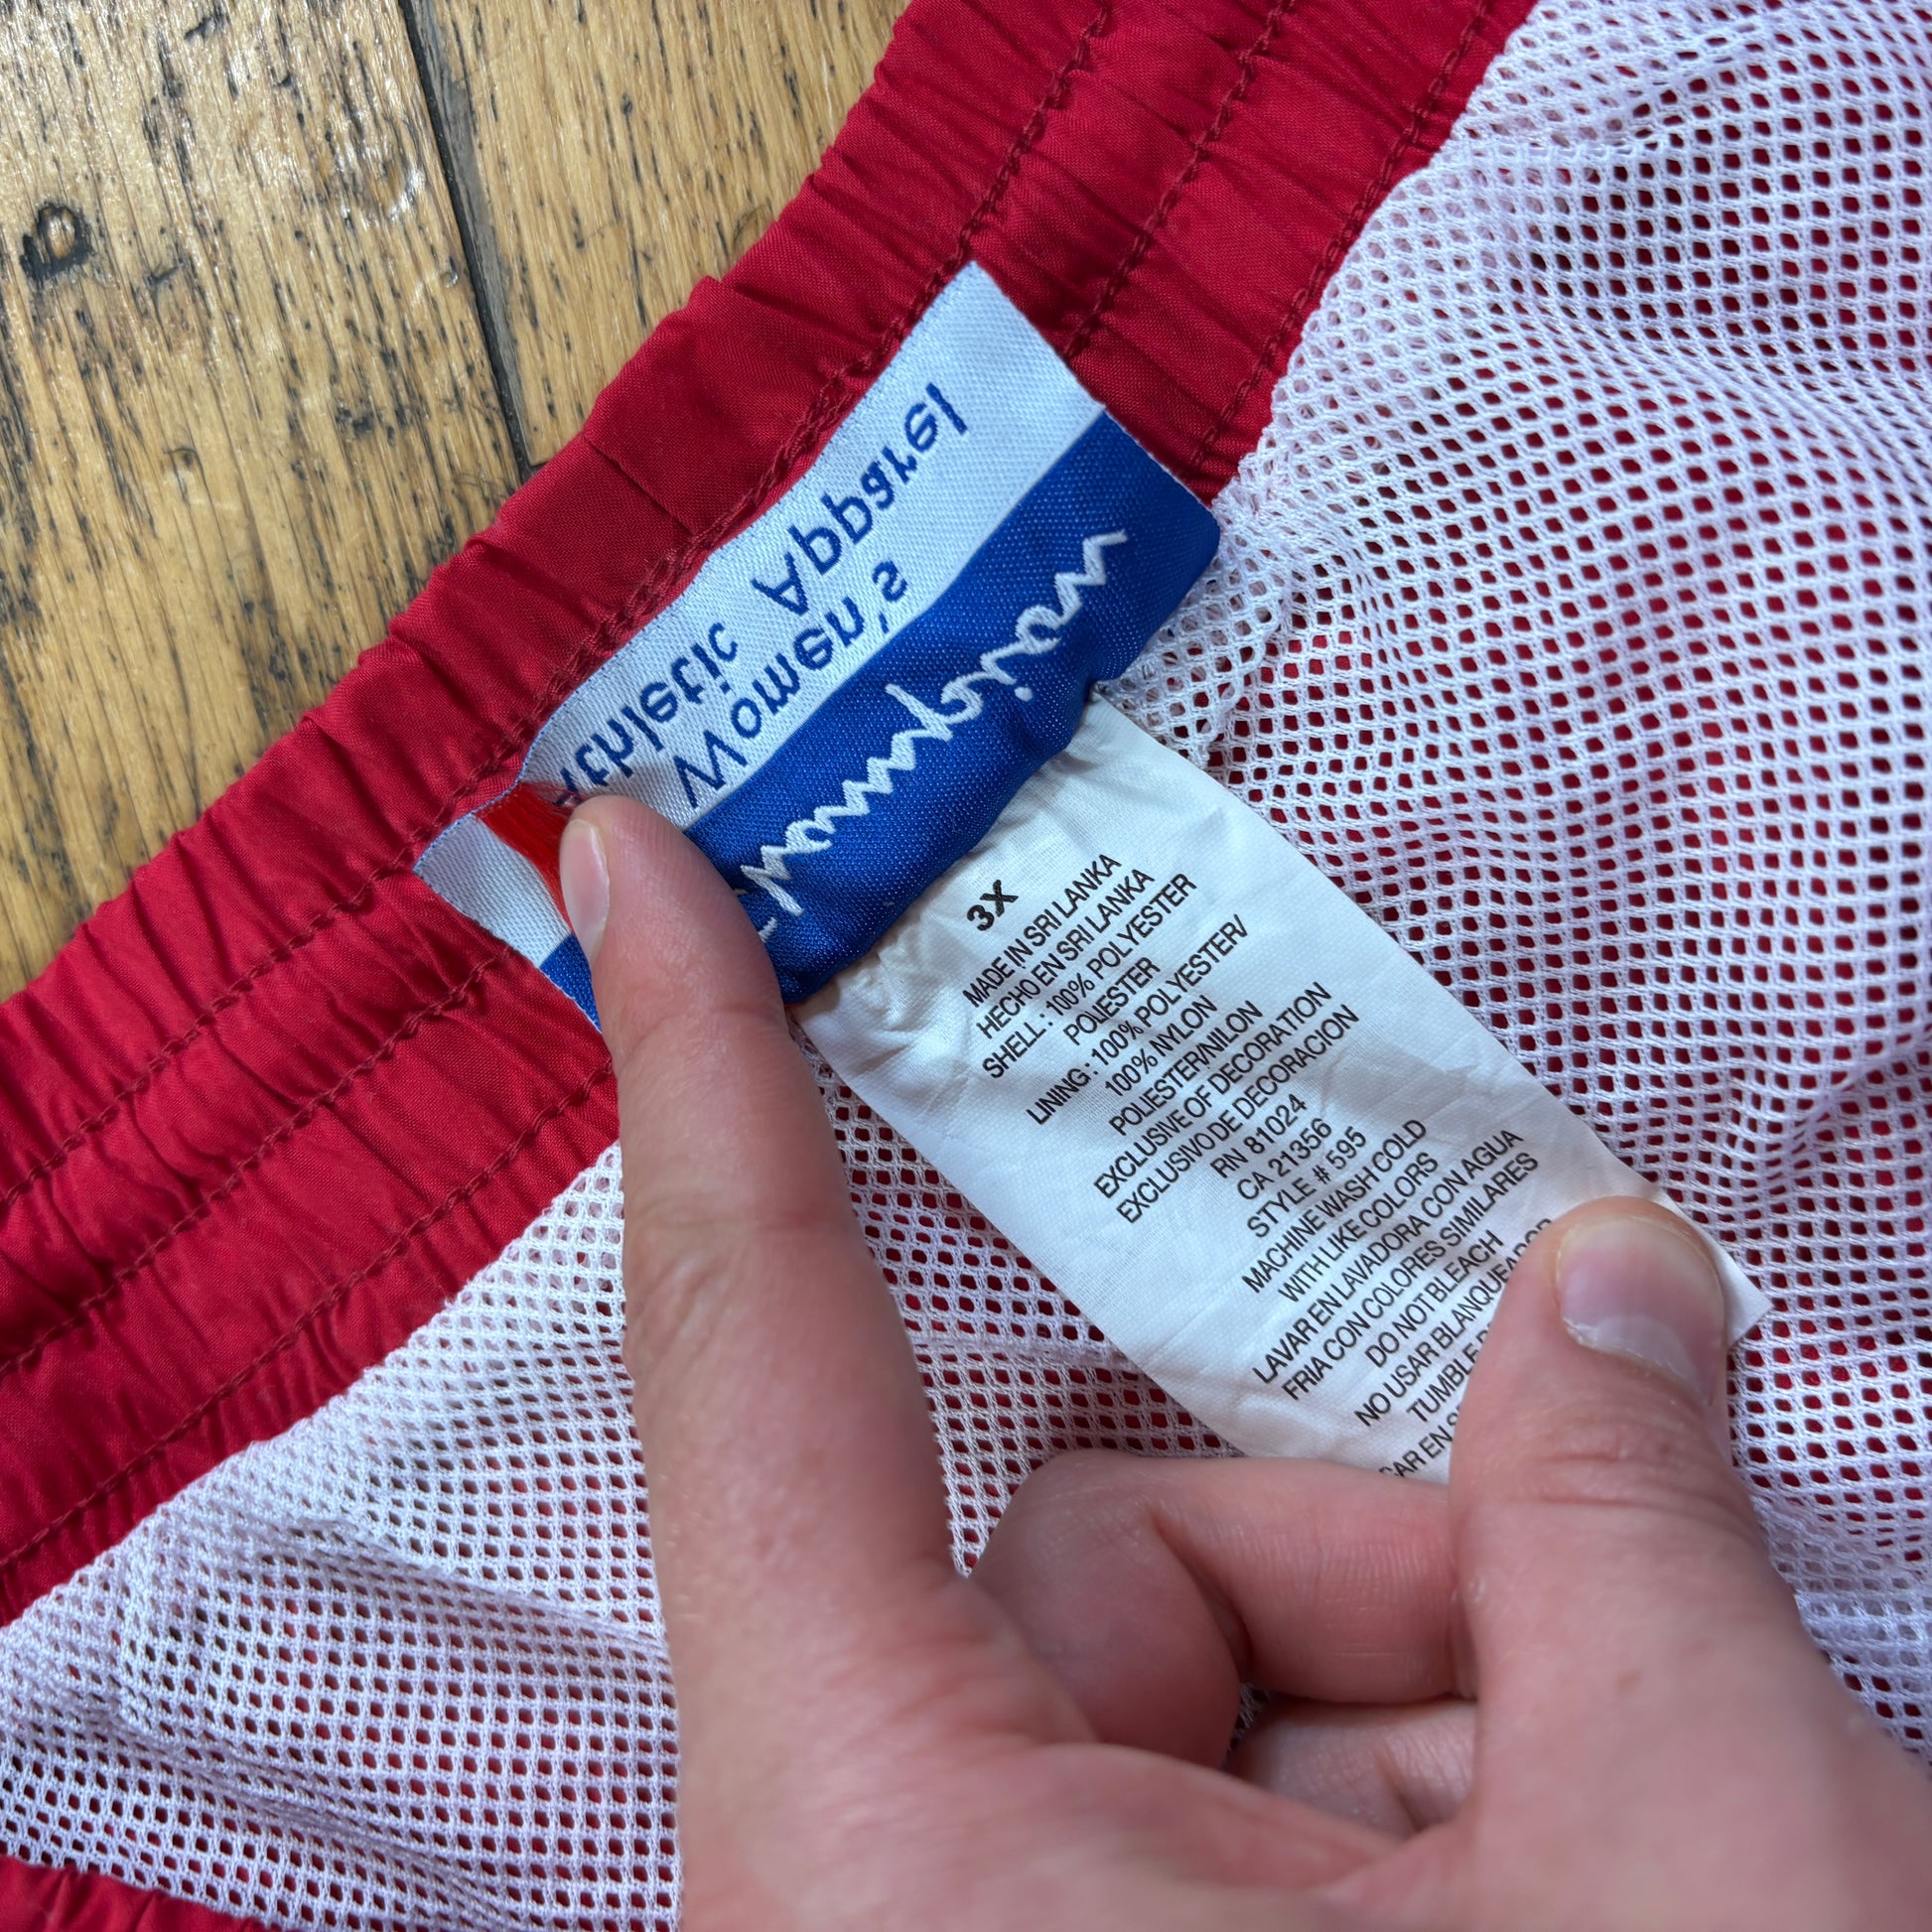 Champion
Women's
Athletic
Apparel
3X
MADE IN SRI LANKA
HECHO EN SRI LANKA
SHELL : 100% POLYESTER
POLIESTER
LINING : 100% POLYESTER/
100% NYLON
POLIESTER/NILON
EXCLUSIVE OF DECORATION
EXCLUSIVO DE DECORACION
RN 81024
CA 21356
STYLE # 595
MACHINE WASH COLD
WITH LIKE COLORS
LAVAR EN LAVADORA CON AGUA
FRIA CON COLORES SIMILARES
DO NOT BLEACH
NO USAR BLANQUEADOR
TUMBLE
EN